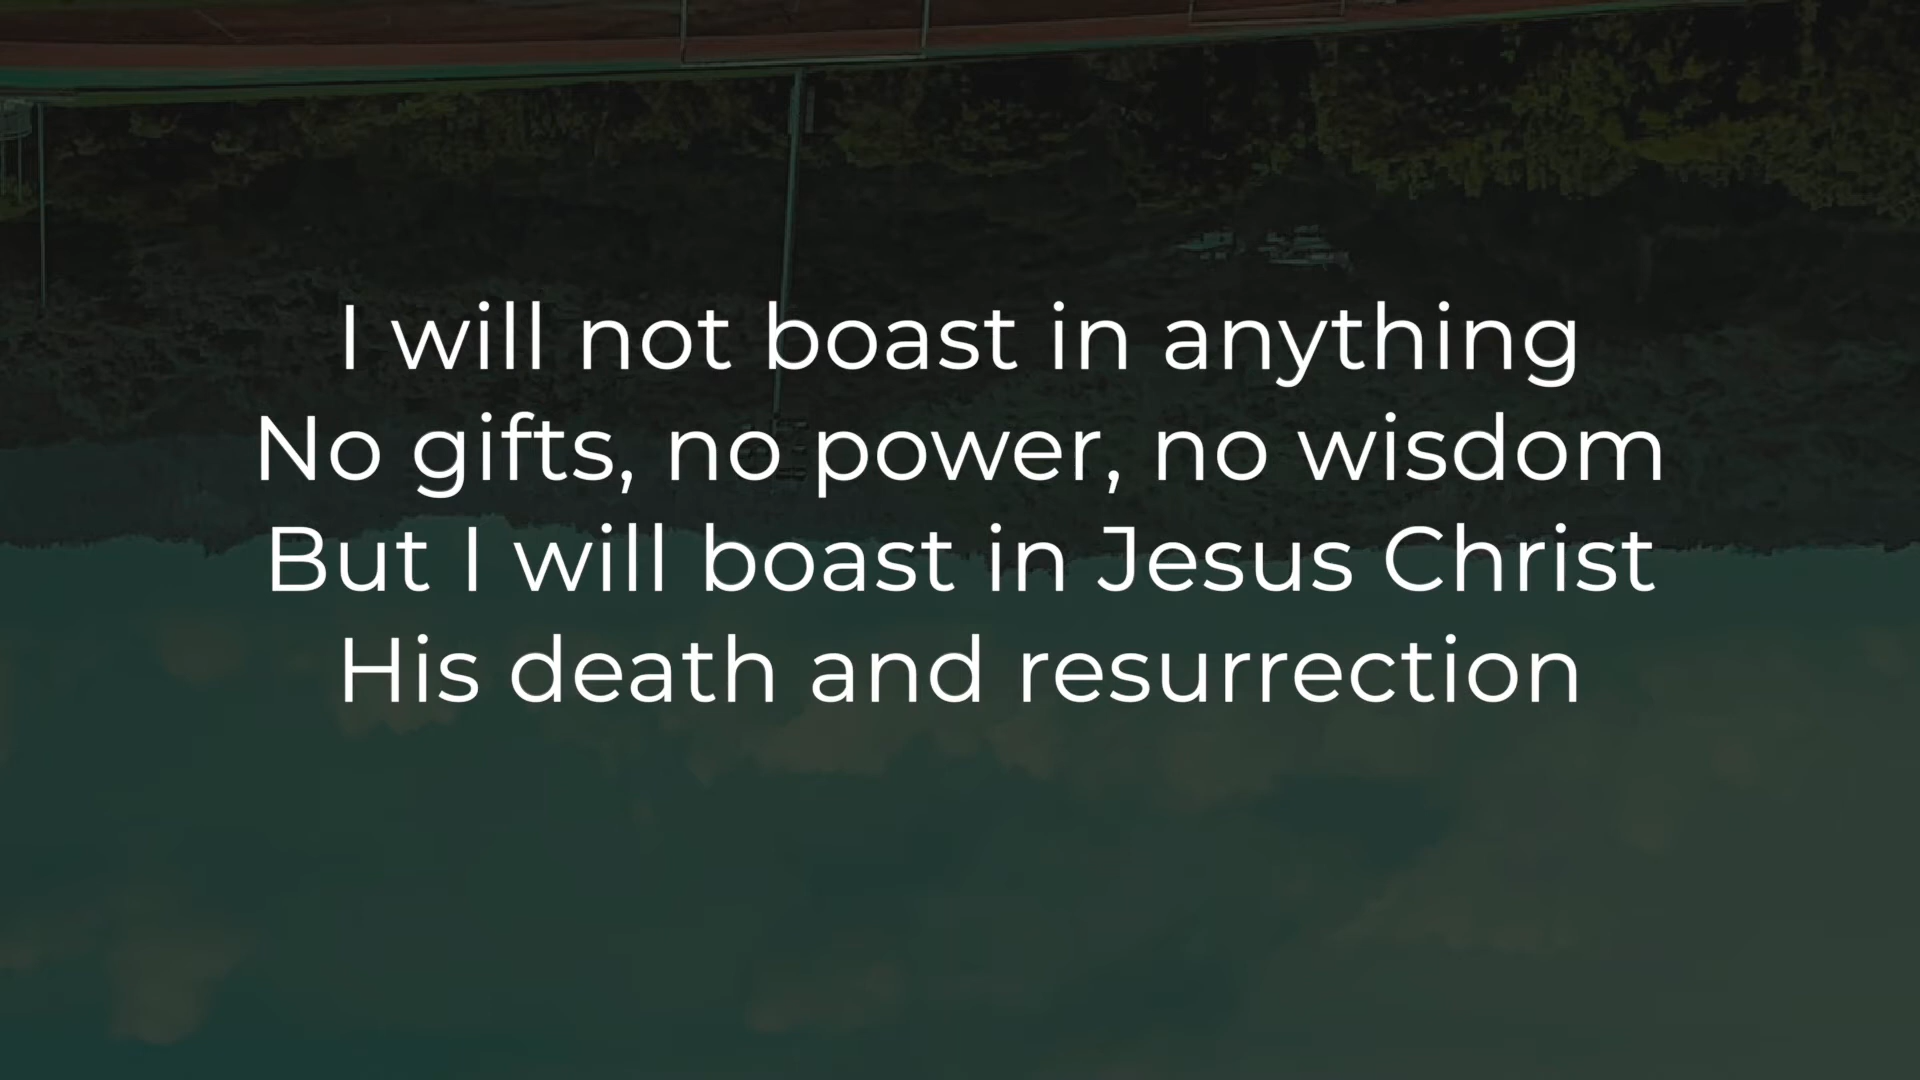 I will not boast in anything
No gifts, no power, no wisdom
But I will boast in Jesus Christ
His death and resurrection